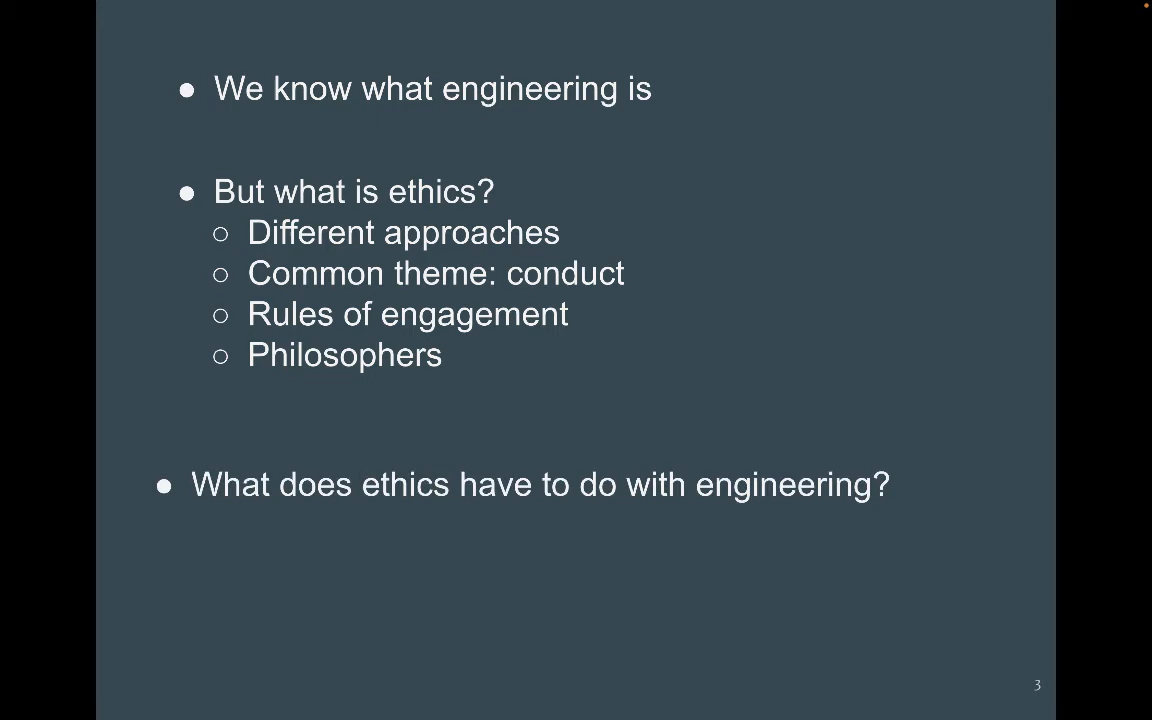 ● We know what engineering is
● But what is ethics?
○ Different approaches
○ Common theme: conduct
○ Rules of engagement
○ Philosophers
● What does ethics have to do with engineering?
3